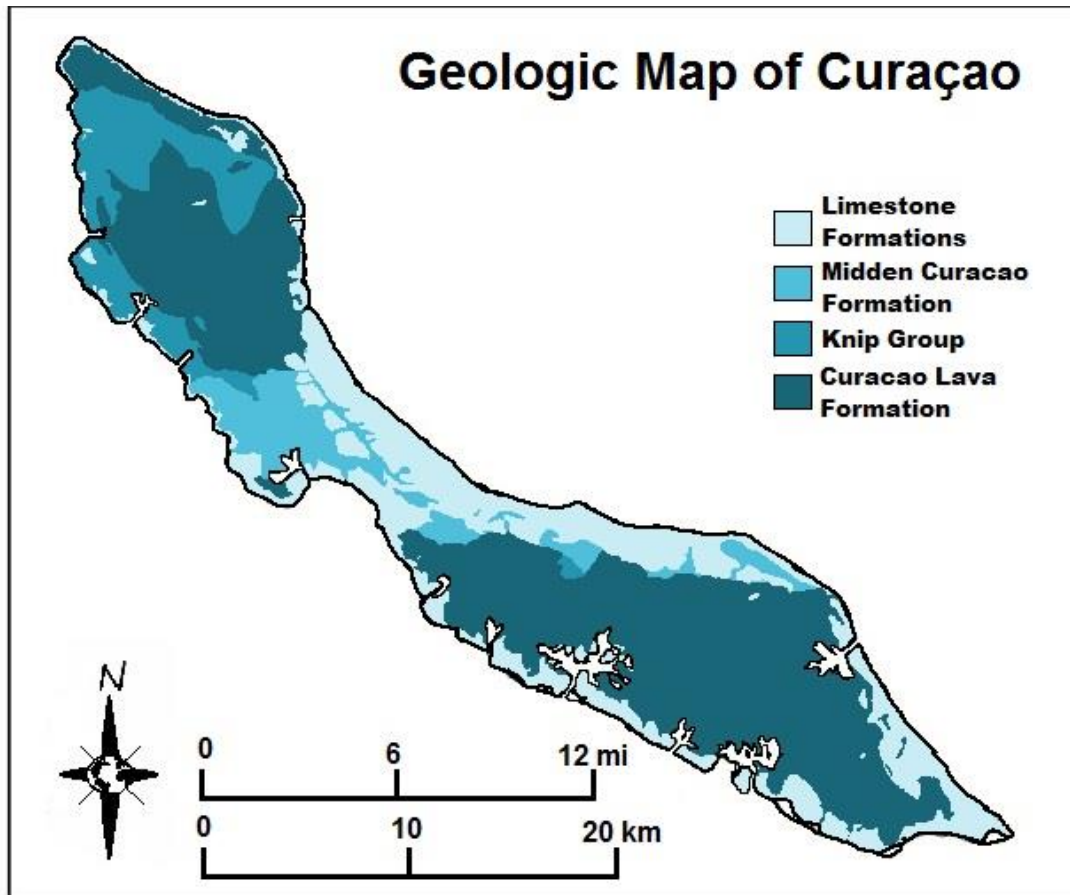 Geologic Map of Curaçao
Limestone
Formations
Midden Curacao
Formation
Knip Group
Curacao Lava
Formation
N
0 6 12 mi
0 10 20 km